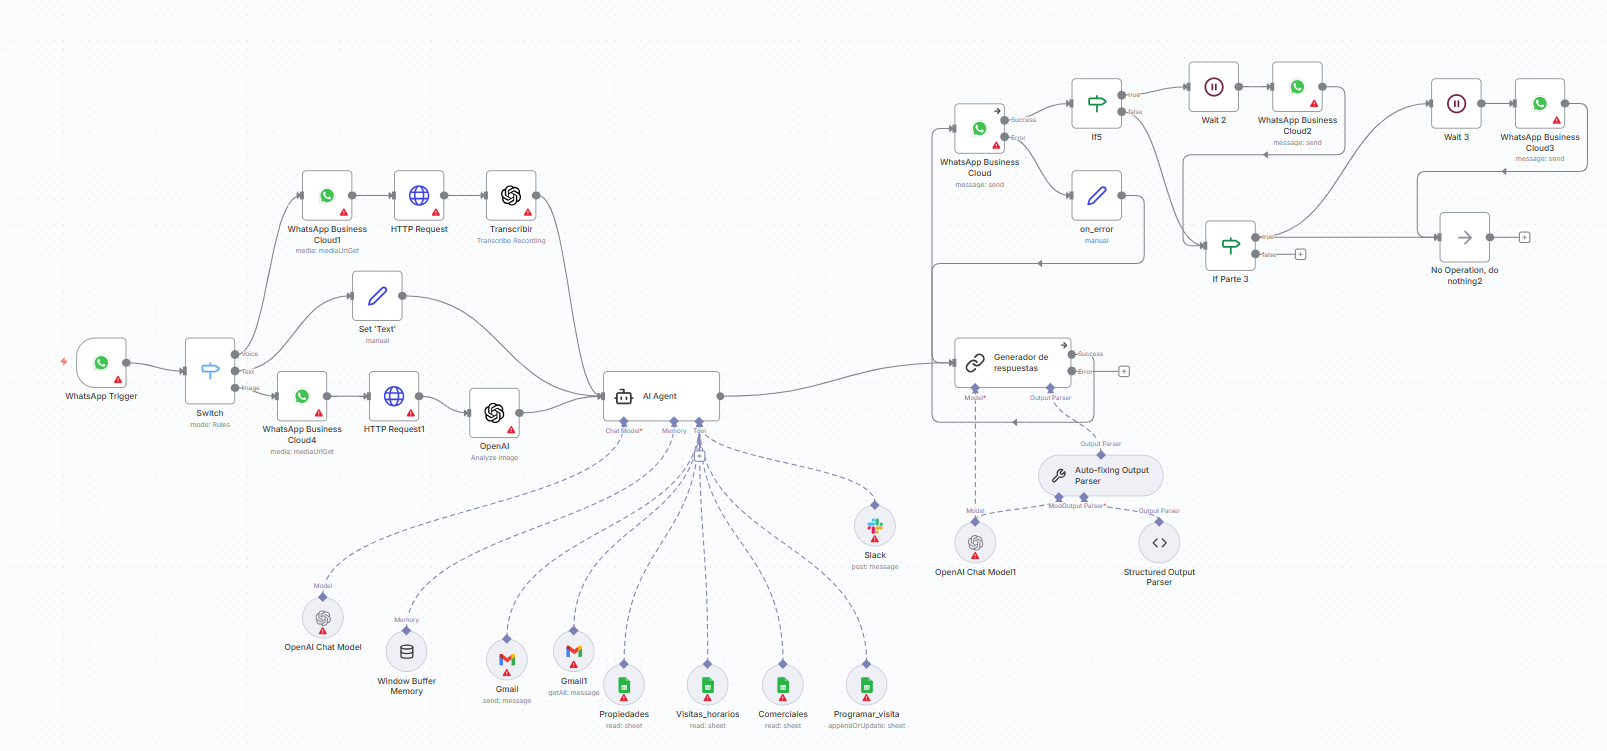 WhatsApp Trigger
Switch
mode: Rules
Voice
Text
Image
WhatsApp Business
Cloud1
media: mediaUrlGet
HTTP Request
Transcribir
Transcribe Recording
Set 'Text'
manual
WhatsApp Business
Cloud4
media: mediaUrlGet
HTTP Request1
OpenAI
Analyze image
AI Agent
Chat Model*
Memory
Tool
Model
OpenAI Chat Model
Memory
Window Buffer
Memory
Gmail
send: message
Gmail1
getAll: message
Propiedades
read: sheet
Visitas_horarios
read: sheet
Comerciales
read: sheet
Programar_visita
appendOrUpdate: sheet
Slack
post: message
Generador de
respuestas
Success
Error
Model*
Output Parser
Output Parser
Auto-fixing Output
Parser
Model
Output Parser*
Output Parser
OpenAI Chat Model1
Structured Output
Parser
WhatsApp Business
Cloud
message: send
Success
Error
If5
true
false
on_error
manual
Wait 2
WhatsApp Business
Cloud2
message: send
If Parte 3
true
false
Wait 3
WhatsApp Business
Cloud3
message: send
No Operation, do
nothing2